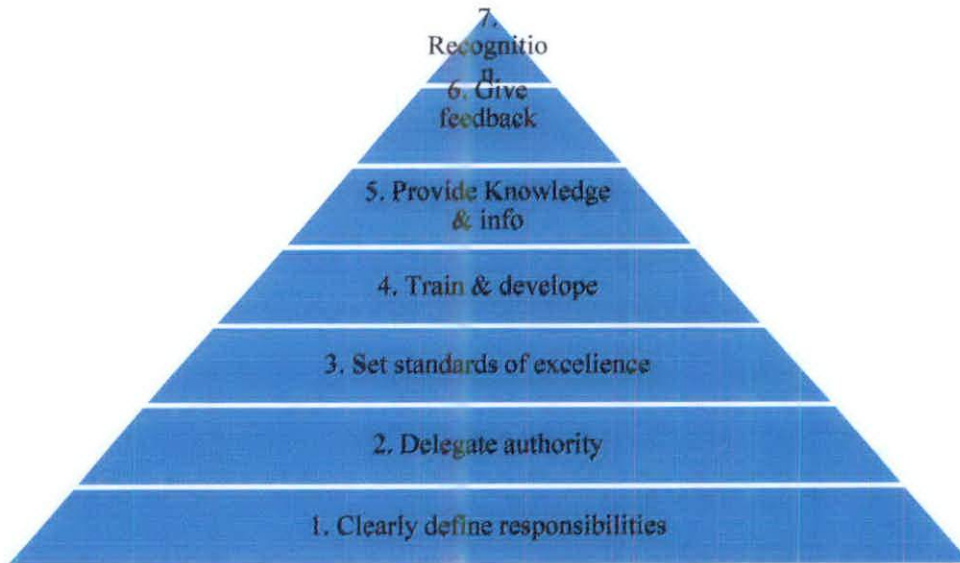 7.
Recognitio
n
6. Give
feedback
5. Provide Knowledge
& info
4. Train & develope
3. Set standards of excelience
2. Delegate authority
1. Clearly define responsibilities